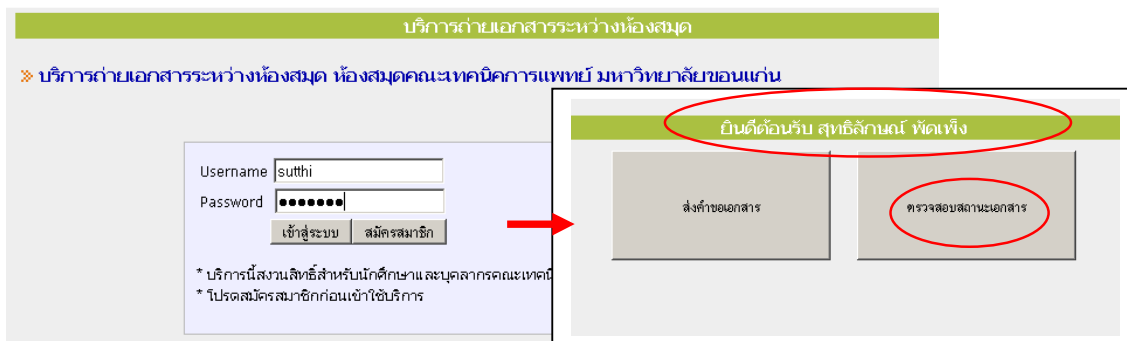 บริการถ่ายเอกสารระหว่างห้องสมุด
» บริการถ่ายเอกสารระหว่างห้องสมุด ห้องสมุดคณะเทคนิคการแพทย์ มหาวิทยาลัยขอนแก่น
Username sutthi
Password ●●●●●●●
เข้าสู่ระบบ สมัครสมาชิก
* บริการนี้สงวนสิทธิ์สำหรับนักศึกษาและบุคลากรคณะเทคนิ
* โปรดสมัครสมาชิกก่อนเข้าใช้บริการ
ยินดีต้อนรับ สุทธิลักษณ์ พัดเพ็ง
ส่งคำขอเอกสาร
ตรวจสอบสถานะเอกสาร